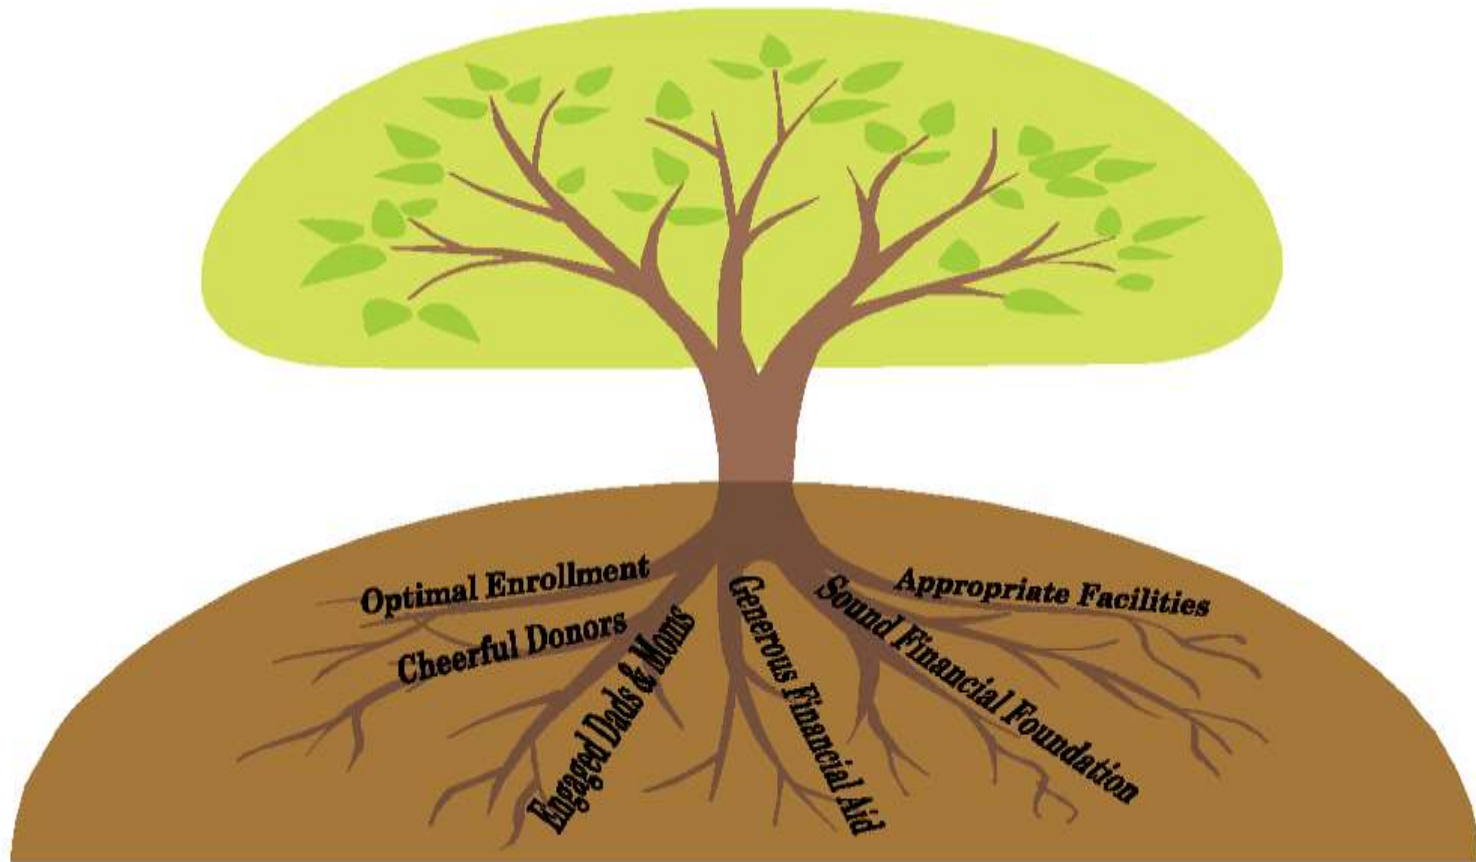 Optimal Enrollment
Cheerful Donors
Engaged Dads & Moms
Generous Financial Aid
Sound Financial Foundation
Appropriate Facilities